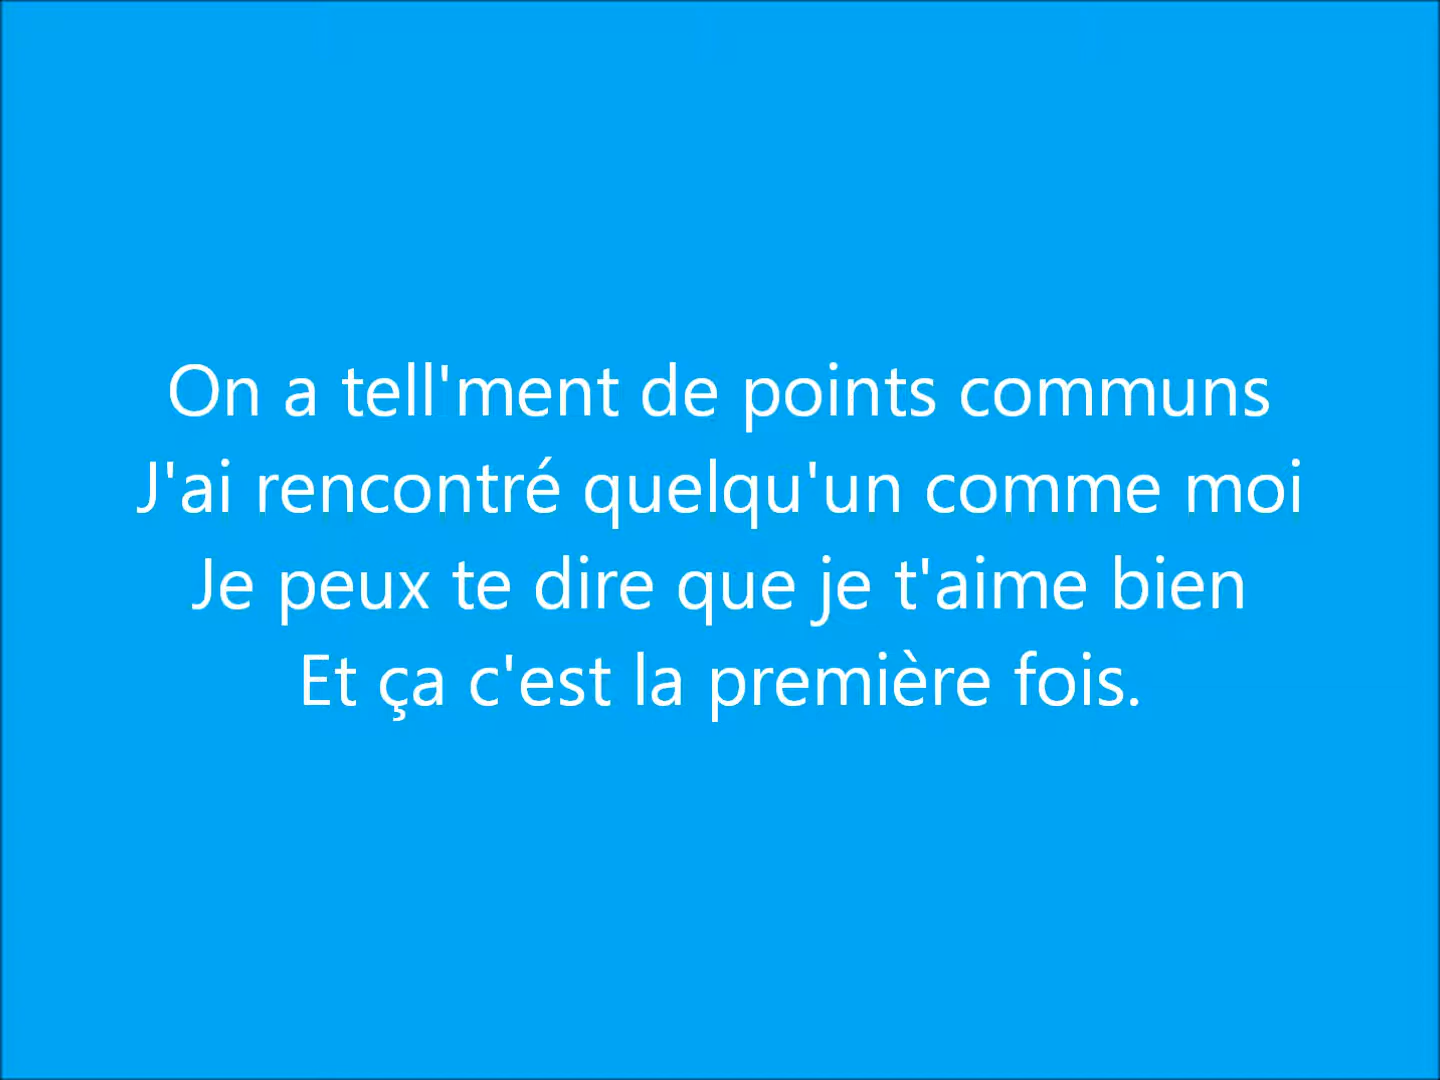 On a tell'ment de points communs
J'ai rencontré quelqu'un comme moi
Je peux te dire que je t'aime bien
Et ça c'est la première fois.